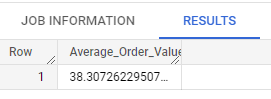 JOB INFORMATION RESULTS
Row Average_Order_Value
1 38.30726229507...